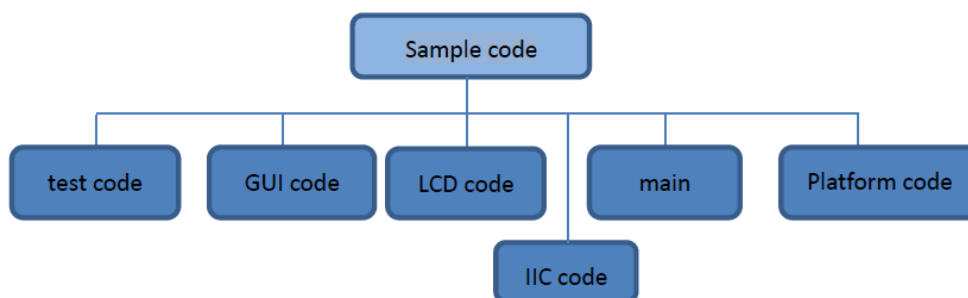 Sample code
test code
GUI code
LCD code
main
Platform code
IIC code